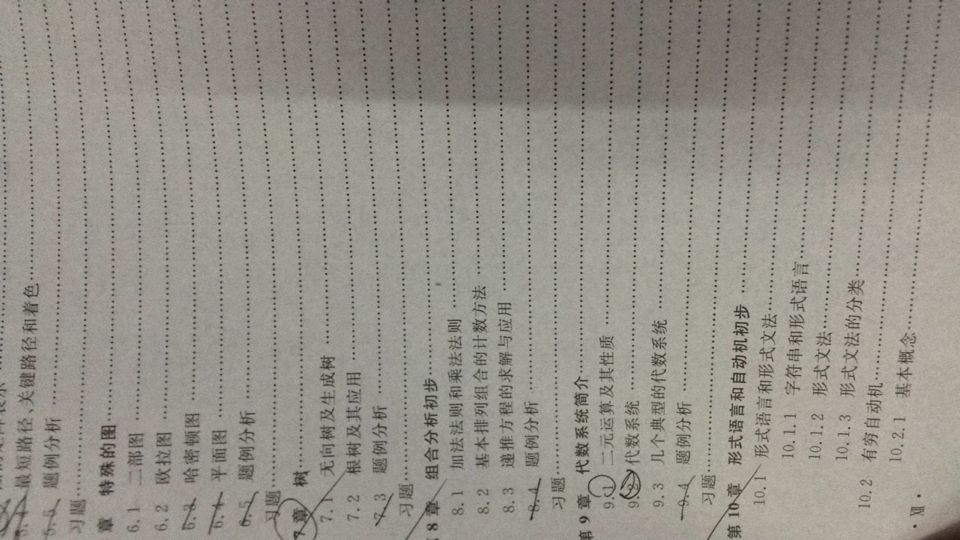 5.4 最短路径、关键路径和着色
5.5 题例分析
习题
章 特殊的图
6.1 二部图
6.2 欧拉图
6.3 哈密顿图
6.4 平面图
6.5 题例分析
习题
7章 树
7.1 无向树及生成树
7.2 根树及其应用
7.3 题例分析
习题
第8章 组合分析初步
8.1 加法法则和乘法法则
8.2 基本排列组合的计数方法
8.3 递推方程的求解与应用
8.4 题例分析
习题
第9章 代数系统简介
9.1 二元运算及其性质
9.2 代数系统
9.3 几个典型的代数系统
9.4 题例分析
习题
第10章 形式语言和自动机初步
10.1 形式语言和形式文法
10.1.1 字符串和形式语言
10.1.2 形式文法
10.1.3 形式文法的分类
10.2 有穷自动机
10.2.1 基本概念
· XII ·